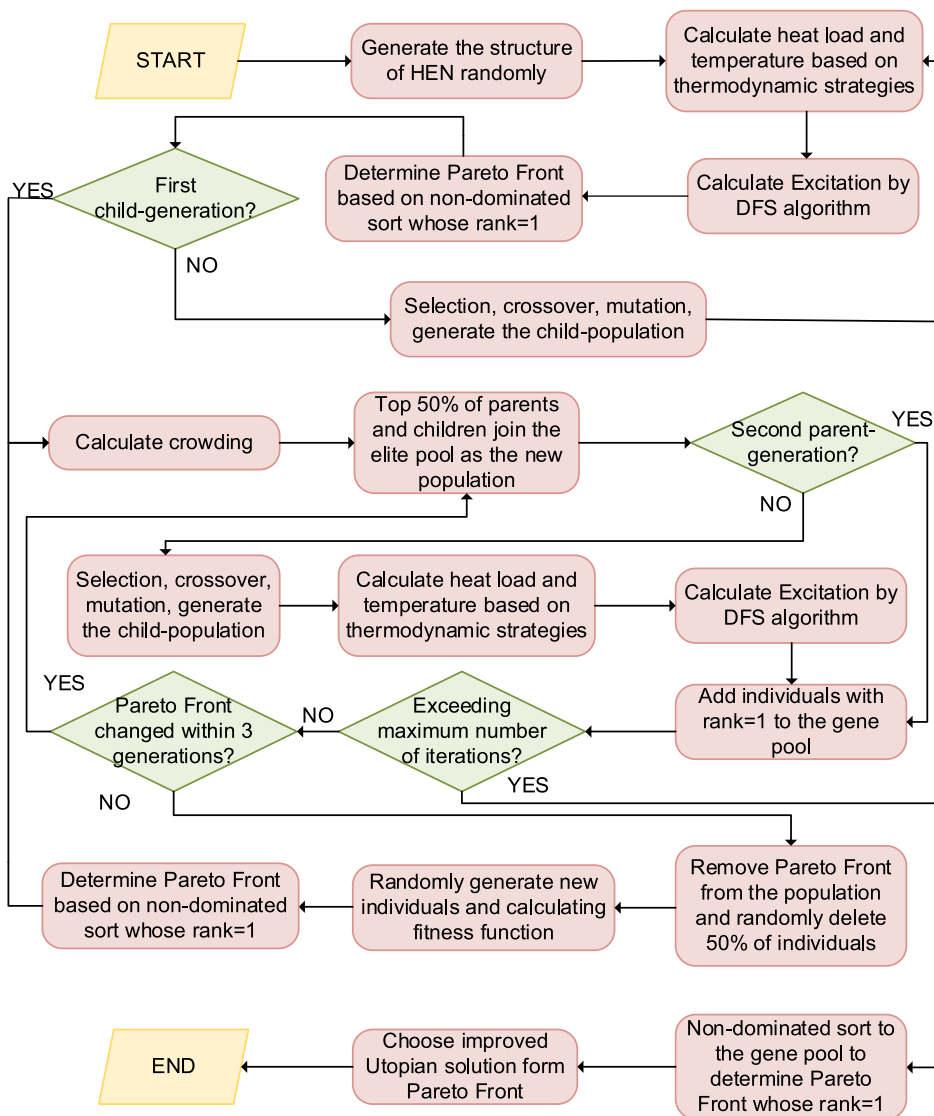 START
Generate the structure
of HEN randomly
Calculate heat load and
temperature based on
thermodynamic strategies
YES
First
child-generation?
Determine Pareto Front
based on non-dominated
sort whose rank=1
Calculate Excitation by
DFS algorithm
NO
Selection, crossover, mutation,
generate the child-population
Calculate crowding
Top 50% of parents
and children join the
elite pool as the new
population
Second parent-
generation?
YES
NO
Selection, crossover,
mutation, generate
the child-population
Calculate heat load and
temperature based on
thermodynamic strategies
Calculate Excitation by
DFS algorithm
YES
Pareto Front
changed within 3
generations?
NO
Exceeding
maximum number
of iterations?
Add individuals with
rank=1 to the gene
pool
YES
NO
Determine Pareto Front
based on non-dominated
sort whose rank=1
Randomly generate new
individuals and calculating
fitness function
Remove Pareto Front
from the population
and randomly delete
50% of individuals
END
Choose improved
Utopian solution form
Pareto Front
Non-dominated sort to
the gene pool to
determine Pareto
Front whose rank=1